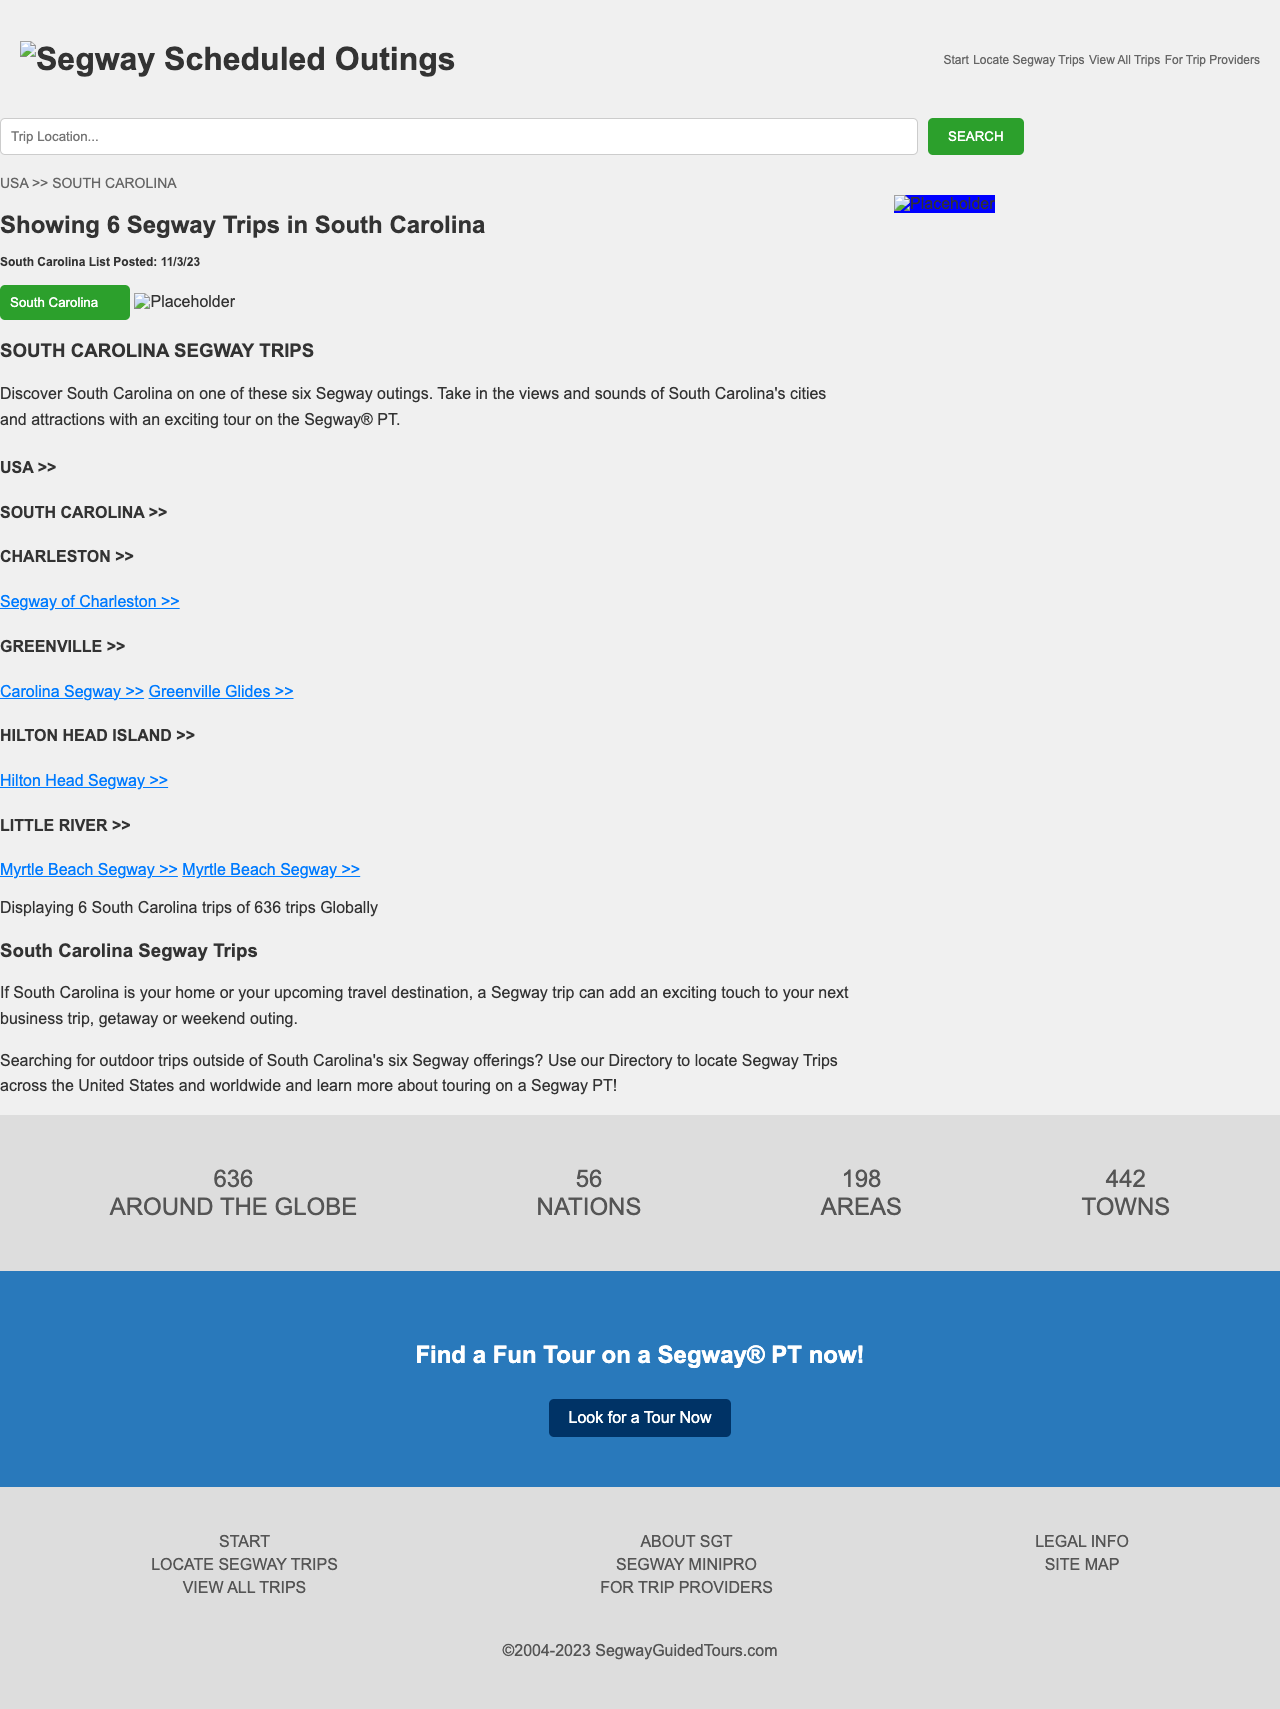 Segway Scheduled Outings
Start Locate Segway Trips View All Trips For Trip Providers
Trip Location...
SEARCH
USA >> SOUTH CAROLINA
Placeholder
Showing 6 Segway Trips in South Carolina
South Carolina List Posted: 11/3/23
South Carolina
Placeholder
SOUTH CAROLINA SEGWAY TRIPS
Discover South Carolina on one of these six Segway outings. Take in the views and sounds of South Carolina's cities
and attractions with an exciting tour on the Segway® PT.
USA >>
SOUTH CAROLINA >>
CHARLESTON >>
Segway of Charleston >>
GREENVILLE >>
Carolina Segway >> Greenville Glides >>
HILTON HEAD ISLAND >>
Hilton Head Segway >>
LITTLE RIVER >>
Myrtle Beach Segway >> Myrtle Beach Segway >>
Displaying 6 South Carolina trips of 636 trips Globally
South Carolina Segway Trips
If South Carolina is your home or your upcoming travel destination, a Segway trip can add an exciting touch to your next
business trip, getaway or weekend outing.
Searching for outdoor trips outside of South Carolina's six Segway offerings? Use our Directory to locate Segway Trips
across the United States and worldwide and learn more about touring on a Segway PT!
636
AROUND THE GLOBE
56
NATIONS
198
AREAS
442
TOWNS
Find a Fun Tour on a Segway® PT now!
Look for a Tour Now
START
LOCATE SEGWAY TRIPS
VIEW ALL TRIPS
ABOUT SGT
SEGWAY MINIPRO
FOR TRIP PROVIDERS
LEGAL INFO
SITE MAP
©2004-2023 SegwayGuidedTours.com